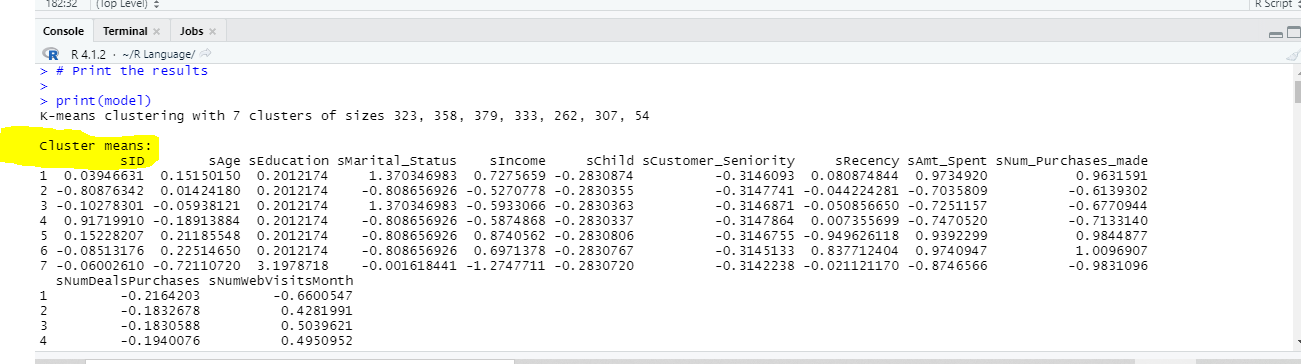 182:32 (Top Level) R Script
Console Terminal × Jobs ×
R 4.1.2 · ~/R Language/
> # Print the results
>
> print(model)
K-means clustering with 7 clusters of sizes 323, 358, 379, 333, 262, 307, 54
Cluster means:
sID sAge sEducation sMarital_Status sIncome sChild sCustomer_Seniority sRecency sAmt_Spent sNum_Purchases_made
1 0.03946631 0.15150150 0.2012174 1.370346983 0.7275659 -0.2830874 -0.3146093 0.080874844 0.9734920 0.9631591
2 -0.80876342 0.01424180 0.2012174 -0.808656926 -0.5270778 -0.2830355 -0.3147741 -0.044224281 -0.7035809 -0.6139302
3 -0.10278301 -0.05938121 0.2012174 1.370346983 -0.5933066 -0.2830363 -0.3146871 -0.050856650 -0.7251157 -0.6770944
4 0.91719910 -0.18913884 0.2012174 -0.808656926 -0.5874868 -0.2830337 -0.3147864 0.007355699 -0.7470520 -0.7133140
5 0.15228207 0.21185548 0.2012174 -0.808656926 0.8740562 -0.2830806 -0.3146755 -0.949626118 0.9392299 0.9844877
6 -0.08513176 0.22514650 0.2012174 -0.808656926 0.6971378 -0.2830767 -0.3145133 0.837712404 0.9740947 1.0096907
7 -0.06002610 -0.72110720 3.1978718 -0.001618441 -1.2747711 -0.2830720 -0.3142238 -0.021121170 -0.8746566 -0.9831096
sNumDealsPurchases sNumWebVisitsMonth
1 -0.2164203 -0.6600547
2 -0.1832678 0.4281991
3 -0.1830588 0.5039621
4 -0.1940076 0.4950952